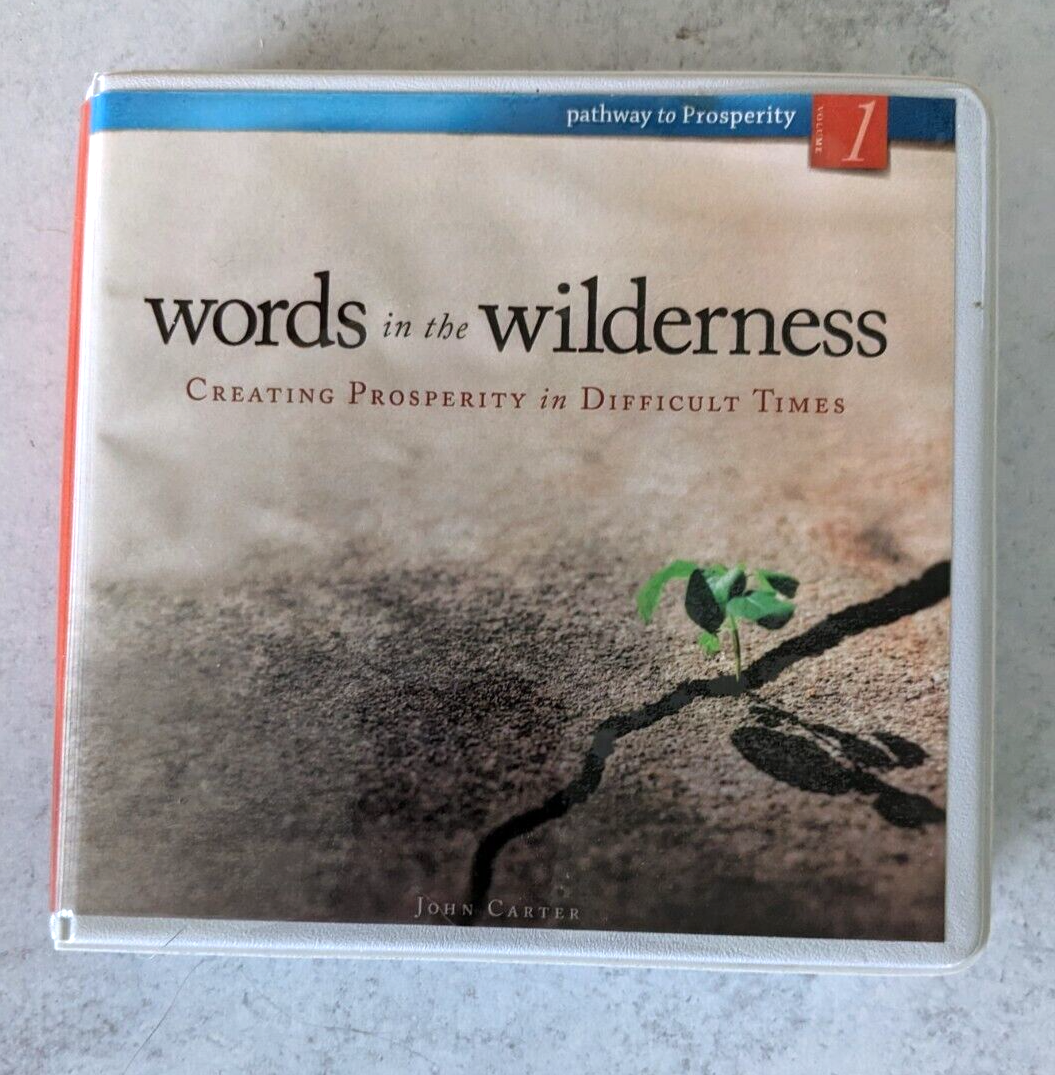 pathway to Prosperity
VOLUME 1
words in the wilderness
CREATING PROSPERITY in DIFFICULT TIMES
JOHN CARTER